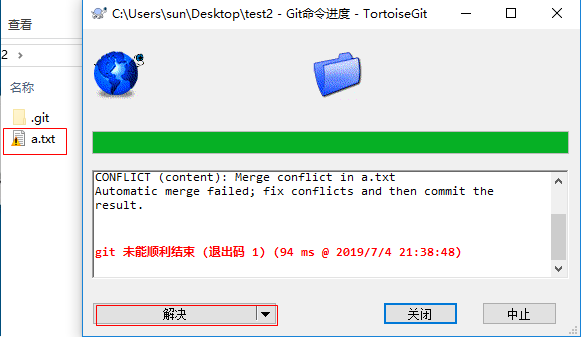 查看
2
名称
.git
a.txt
C:\Users\sun\Desktop\test2 - Git命令进度 - TortoiseGit
CONFLICT (content): Merge conflict in a.txt
Automatic merge failed; fix conflicts and then commit the
result.
git 未能顺利结束 (退出码 1) (94 ms @ 2019/7/4 21:38:48)
解决
关闭
中止